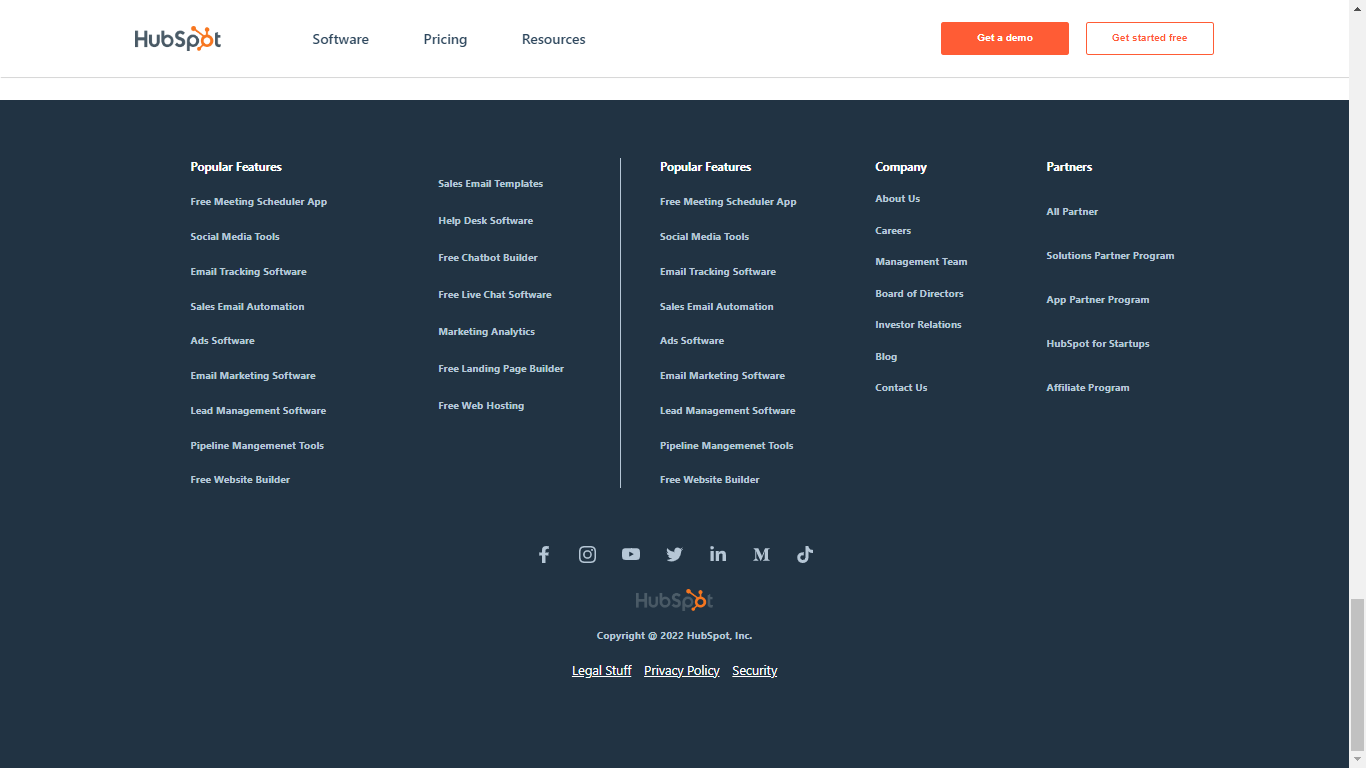 HubSpot
Software
Pricing
Resources
Get a demo
Get started free
Popular Features
Free Meeting Scheduler App
Social Media Tools
Email Tracking Software
Sales Email Automation
Ads Software
Email Marketing Software
Lead Management Software
Pipeline Mangemenet Tools
Free Website Builder
Sales Email Templates
Help Desk Software
Free Chatbot Builder
Free Live Chat Software
Marketing Analytics
Free Landing Page Builder
Free Web Hosting
Popular Features
Free Meeting Scheduler App
Social Media Tools
Email Tracking Software
Sales Email Automation
Ads Software
Email Marketing Software
Lead Management Software
Pipeline Mangemenet Tools
Free Website Builder
Company
About Us
Careers
Management Team
Board of Directors
Investor Relations
Blog
Contact Us
Partners
All Partner
Solutions Partner Program
App Partner Program
HubSpot for Startups
Affiliate Program
HubSpot
Copyright @ 2022 HubSpot, Inc.
Legal Stuff Privacy Policy Security